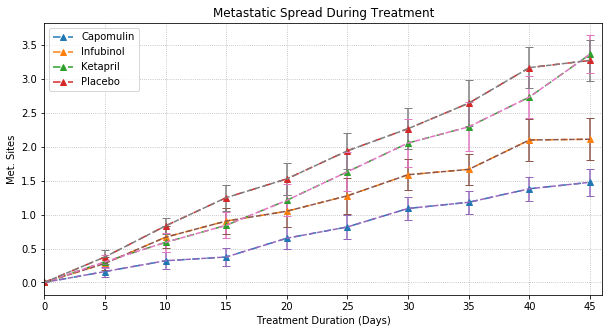 Metastatic Spread During Treatment
Capomulin
Infubinol
Ketapril
Placebo
Met. Sites
3.5
3.0
2.5
2.0
1.5
1.0
0.5
0.0
0 5 10 15 20 25 30 35 40 45
Treatment Duration (Days)